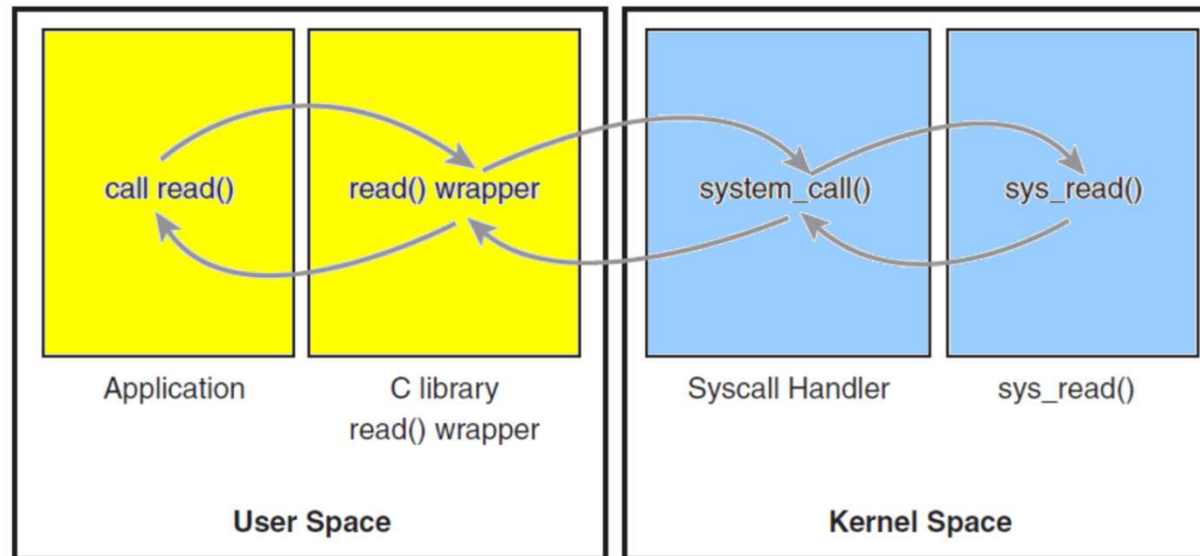 call read()
read() wrapper
system_call()
sys_read()
Application
C library
read() wrapper
Syscall Handler
sys_read()
User Space
Kernel Space